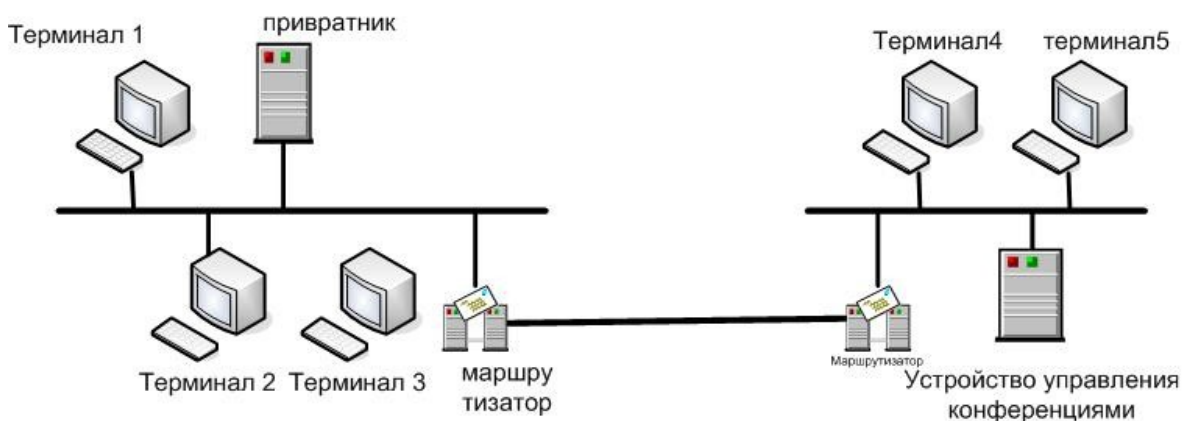 Терминал 1
привратник
Терминал4
терминал5
Терминал 2
Терминал 3
маршру
тизатор
Маршрутизатор
Устройство управления
конференциями